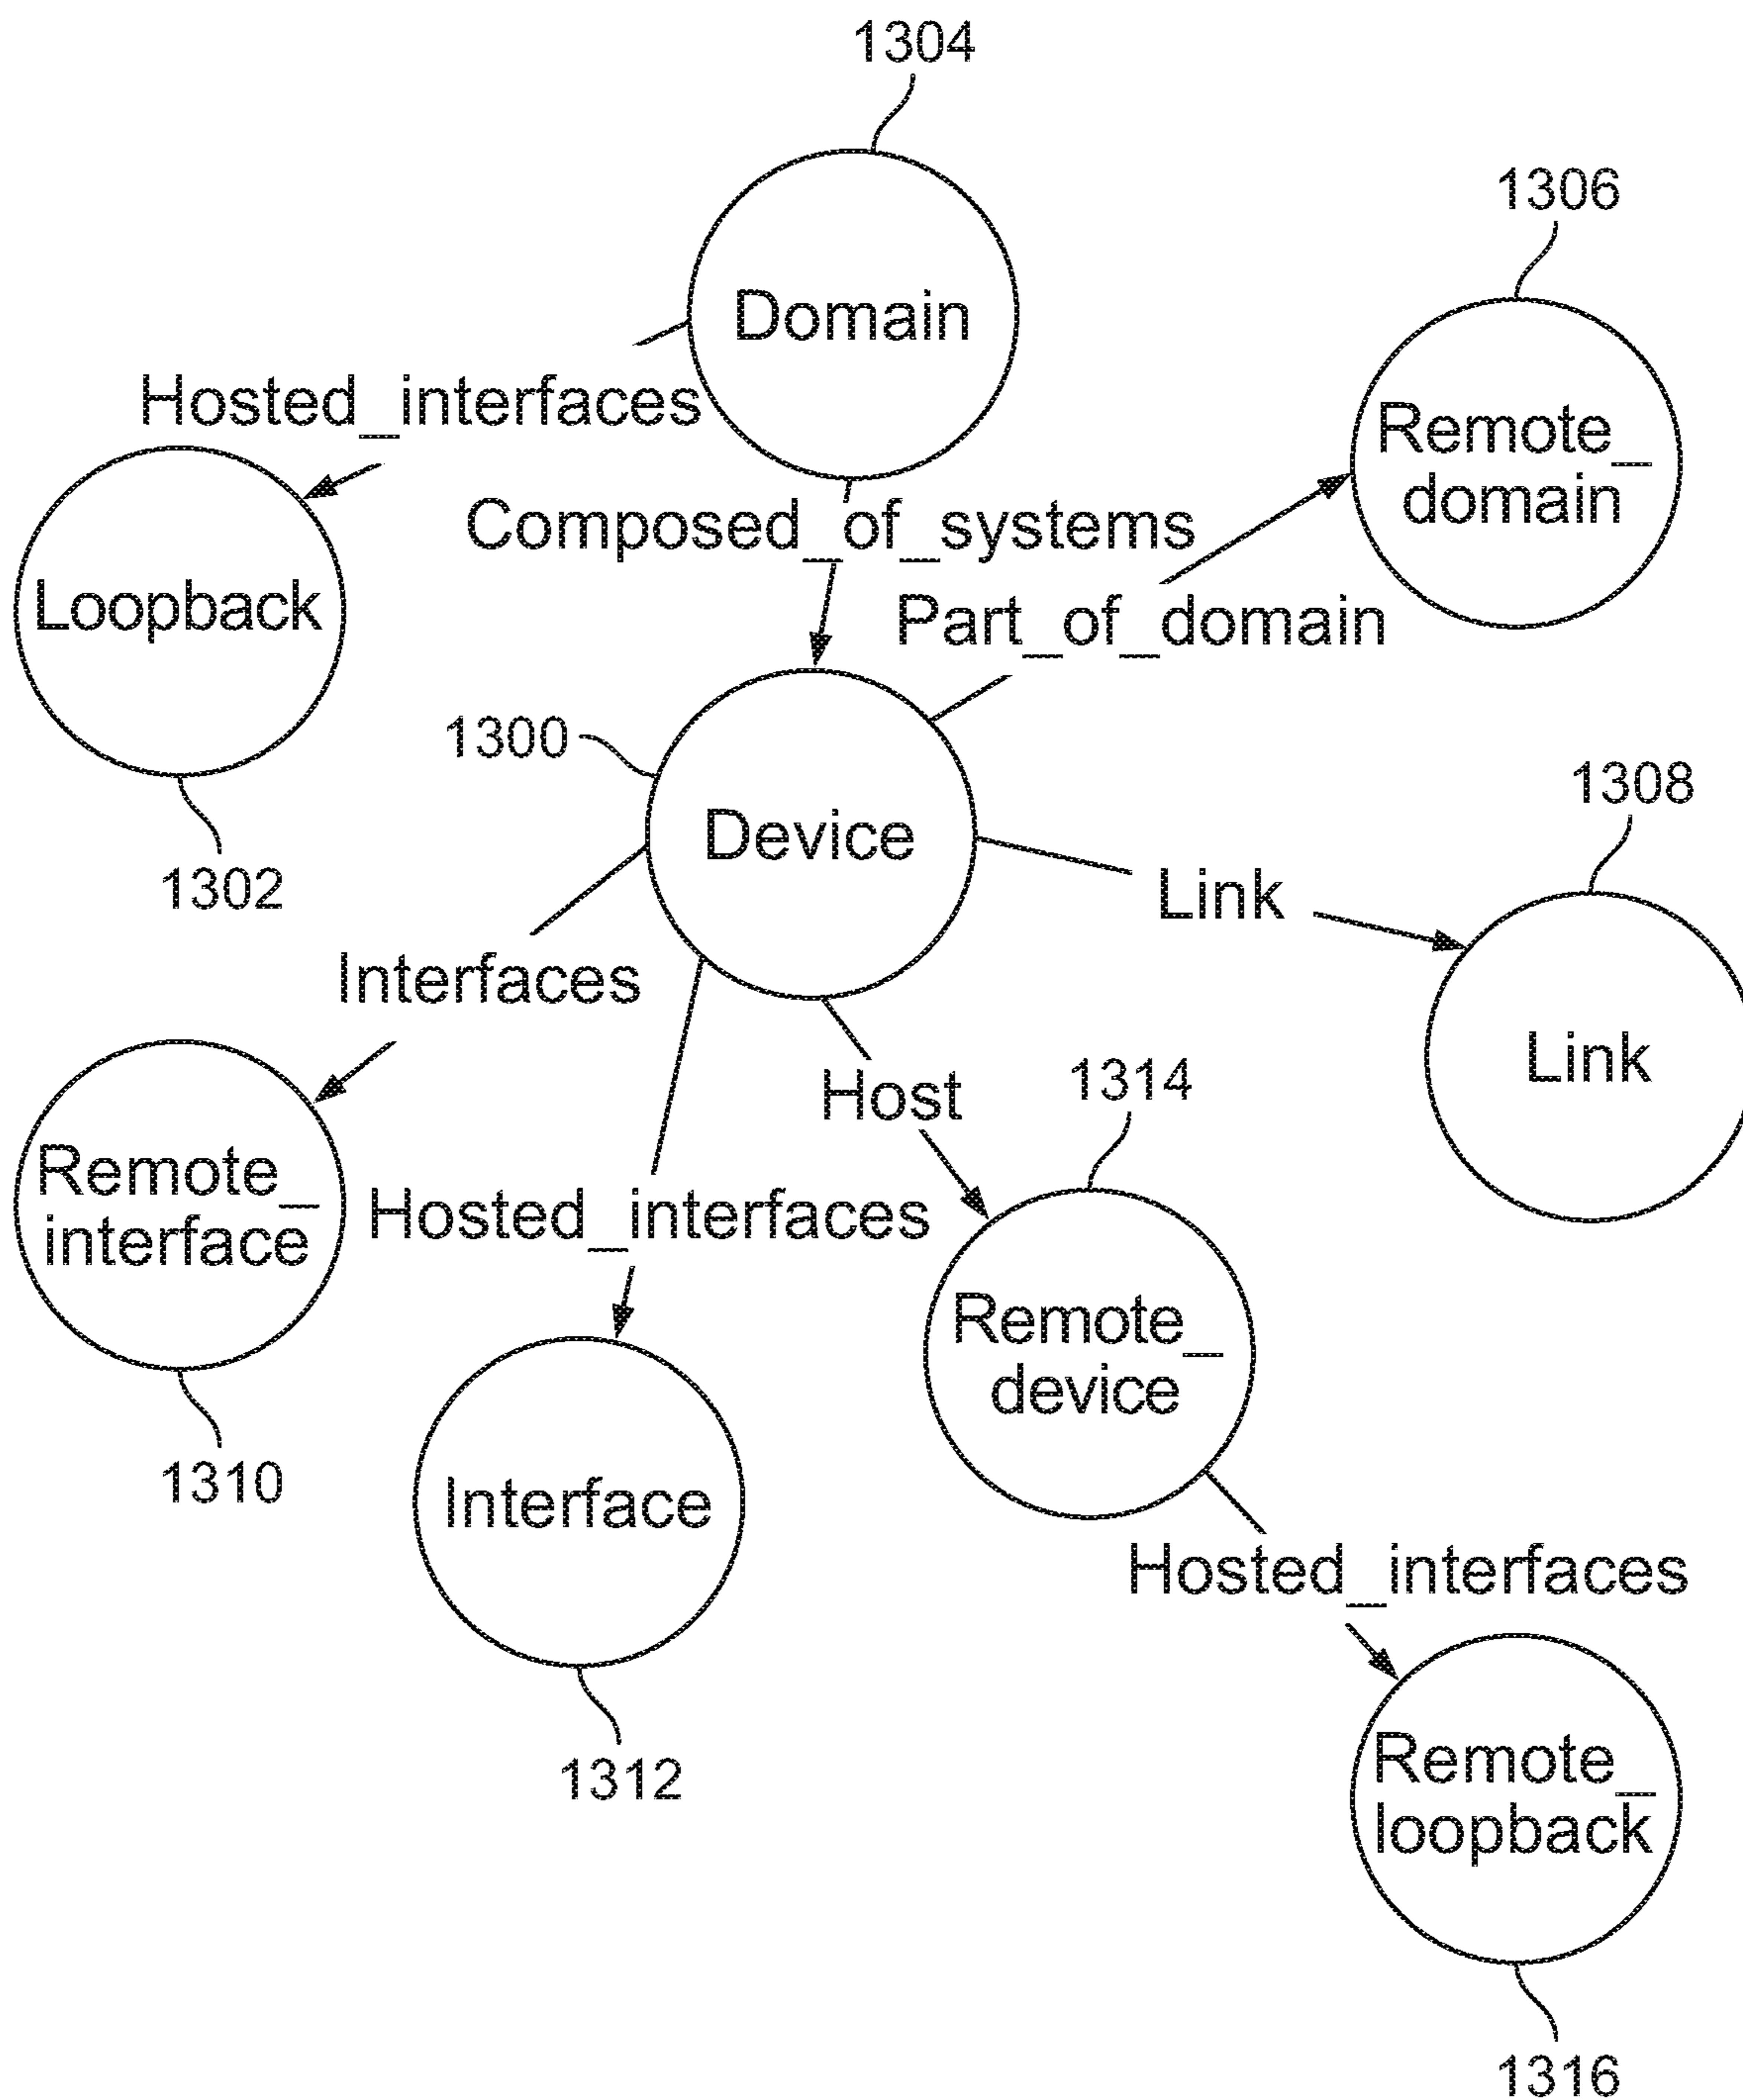 1304
1306
Domain
Hosted_interfaces
Remote_
domain
Composed_of_systems
Loopback
Part_of_domain
1300
1308
Device
1302
Link
Interfaces
Link
Host
1314
Remote_
interface
Hosted_interfaces
Remote_
device
1310
Interface
Hosted_interfaces
1312
Remote_
loopback
1316